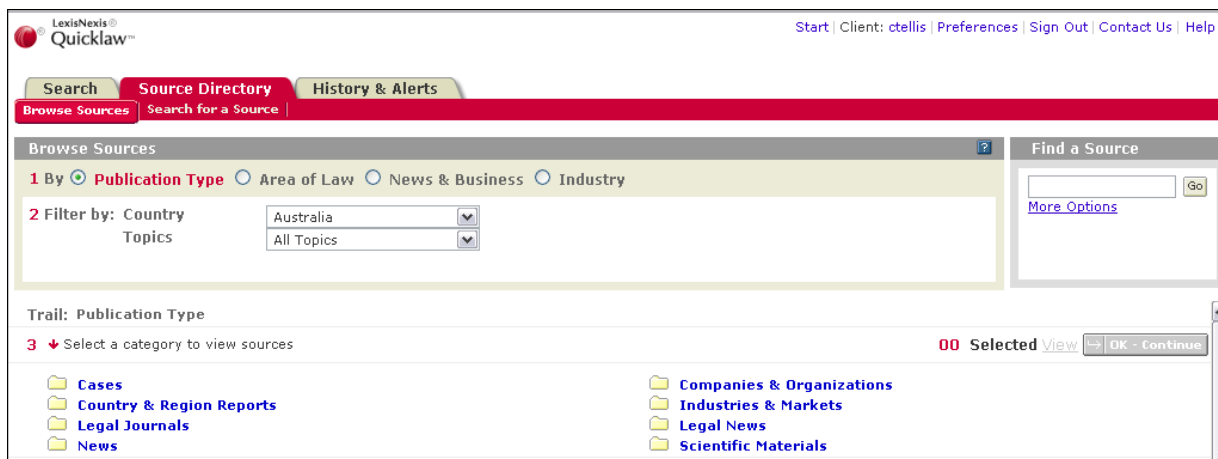 LexisNexis®
Quicklaw™
Start | Client: ctellis | Preferences | Sign Out | Contact Us | Help
Search
Source Directory
History & Alerts
Browse Sources
Search for a Source
Browse Sources
?
Find a Source
1 By Publication Type Area of Law News & Business Industry
Go
More Options
2 Filter by: Country Australia
Topics All Topics
Trail: Publication Type
3 Select a category to view sources
00 Selected View OK - Continue
Cases
Country & Region Reports
Legal Journals
News
Companies & Organizations
Industries & Markets
Legal News
Scientific Materials